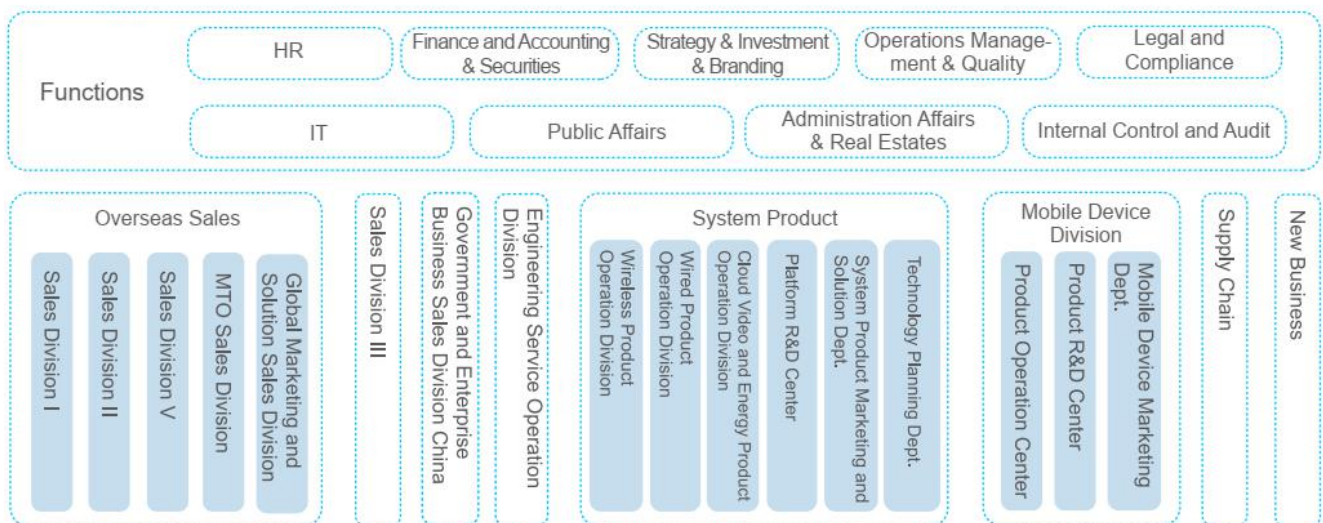 Functions
HR
Finance and Accounting
& Securities
Strategy & Investment
& Branding
Operations Manage-
ment & Quality
Legal and
Compliance
IT
Public Affairs
Administration Affairs
& Real Estates
Internal Control and Audit
Overseas Sales
Sales Division I
Sales Division II
Sales Division V
MTO Sales Division
Global Marketing and
Solution Sales Division
Sales Division III
Government and Enterprise
Business Sales Division China
Engineering Service Operation
Division
System Product
Wireless Product
Operation Division
Wired Product
Operation Division
Cloud Video and Energy Product
Operation Division
Platform R&D Center
System Product Marketing and
Solution Dept.
Technology Planning Dept.
Mobile Device
Division
Product Operation Center
Product R&D Center
Mobile Device Marketing
Dept.
Supply Chain
New Business